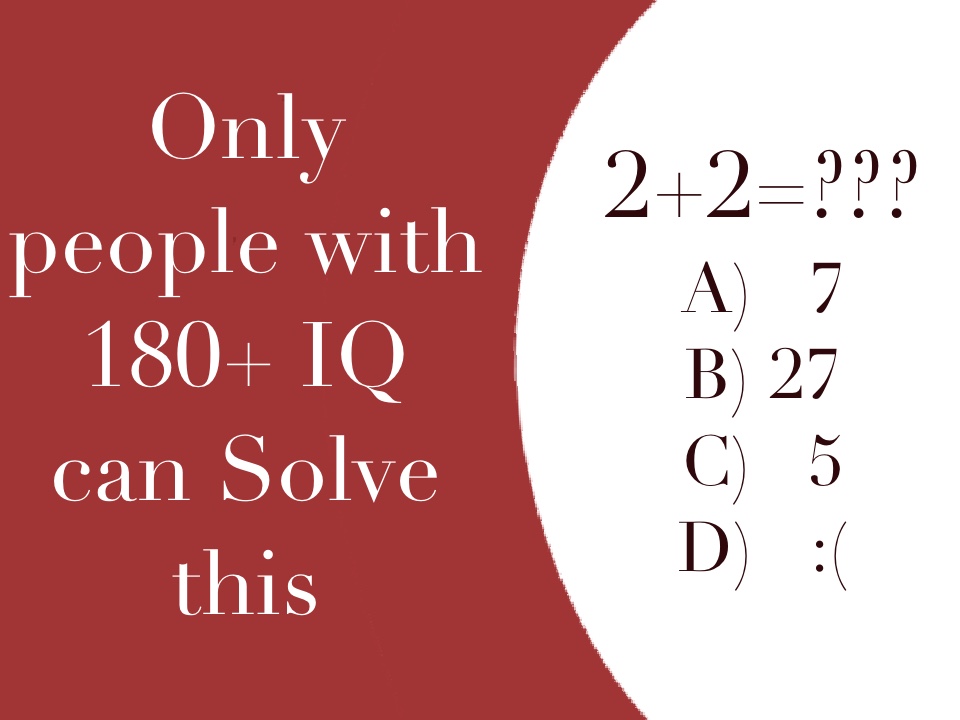 Only
people with
180+ IQ
can Solve
this
2+2=???
A) 7
B) 27
C) 5
D) :(